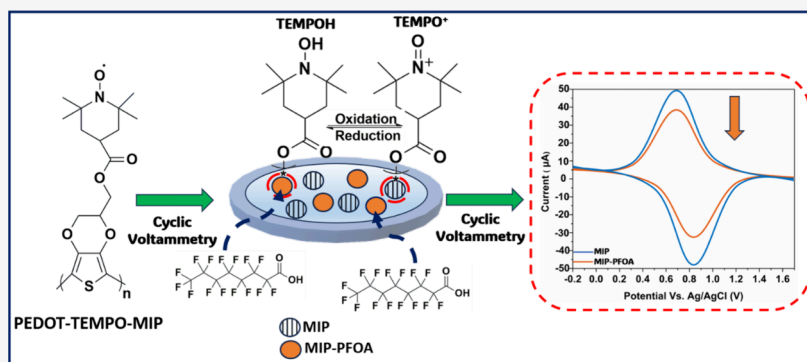 TEMPOH
TEMPO⁺
OH
O
N
N⁺
O•
N
Oxidation
Reduction
O
O
O
O
O
O
O
O
S
n
Cyclic
Voltammetry
Cyclic
Voltammetry
PEDOT-TEMPO-MIP
F F F F F F F O
F
F
F F F F F F F OH
F F F F F F F O
F
F
F F F F F F F OH
MIP
MIP-PFOA
Current (µA)
50
40
30
20
10
0
-10
-20
-30
-40
-50
MIP
MIP-PFOA
-0.2 0.0 0.2 0.4 0.6 0.8 1.0 1.2 1.4 1.6
Potential Vs. Ag/AgCl (V)